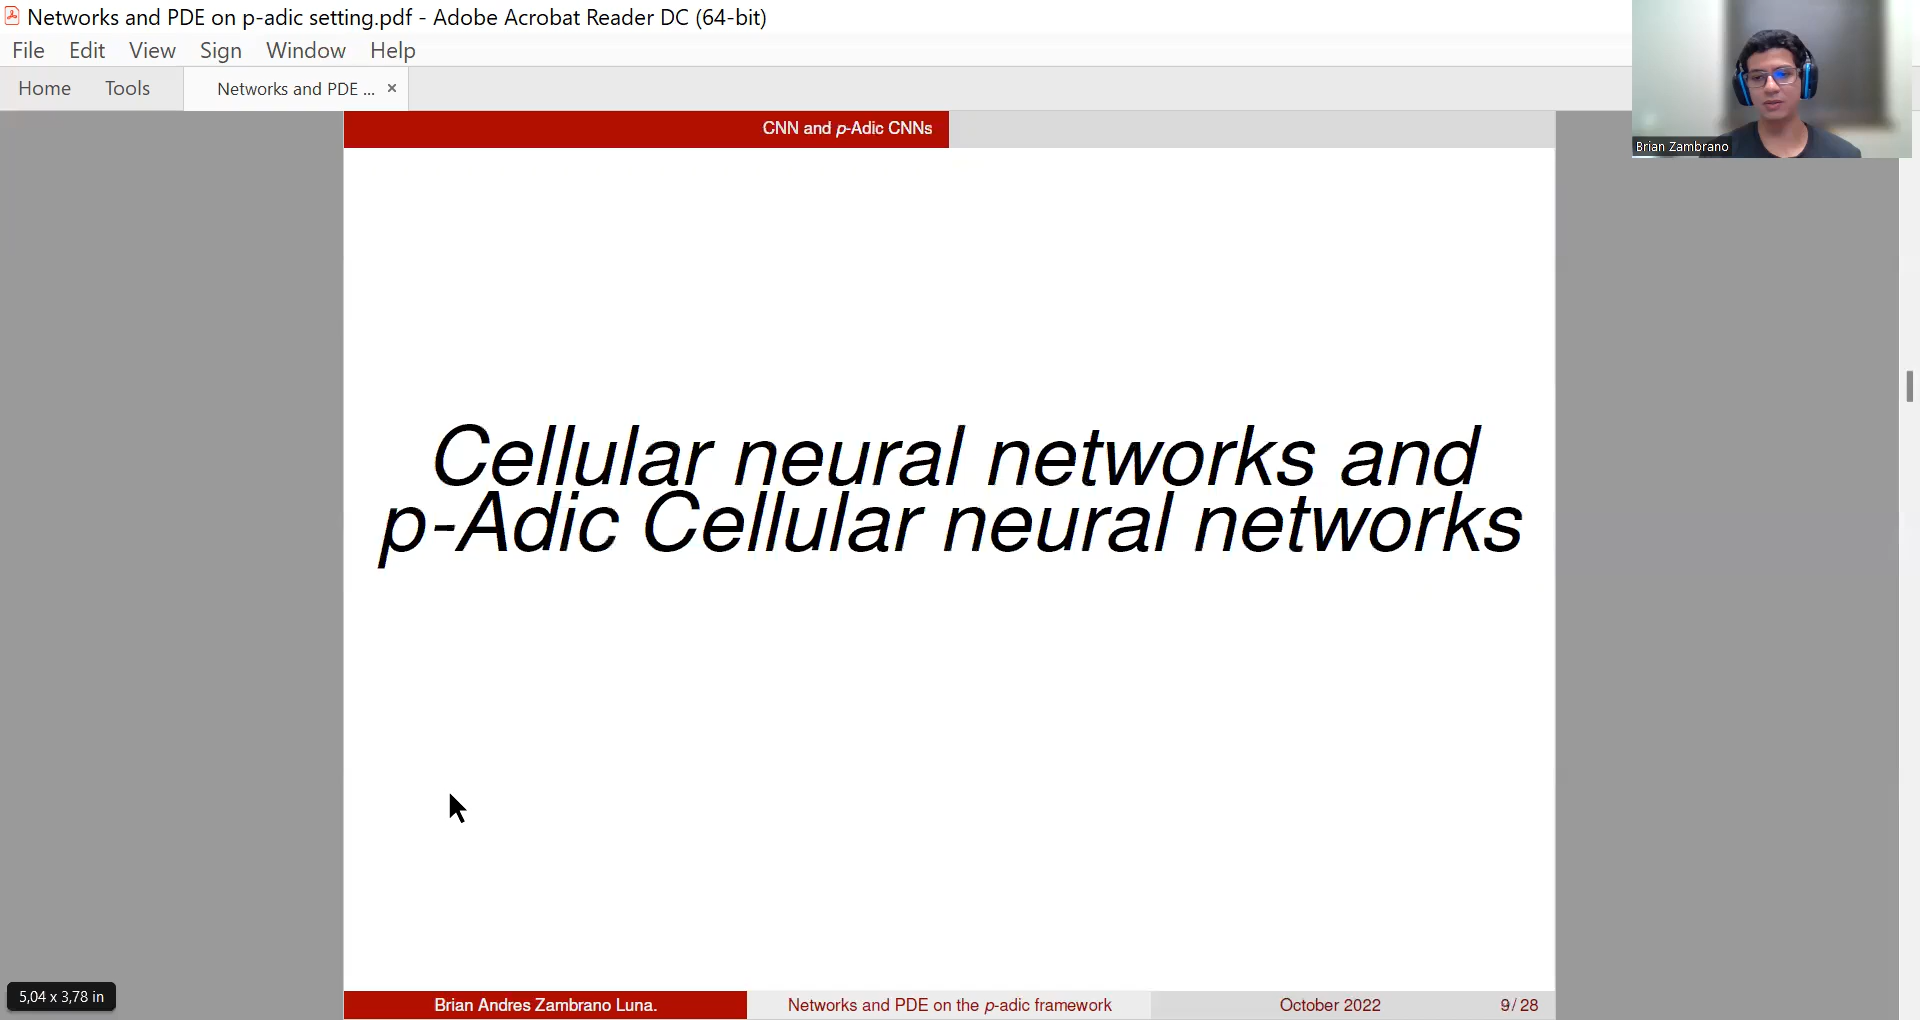 Networks and PDE on p-adic setting.pdf - Adobe Acrobat Reader DC (64-bit)
File Edit View Sign Window Help
Home Tools Networks and PDE ... ×
CNN and p-Adic CNNs
Brian Zambrano
Cellular neural networks and
p-Adic Cellular neural networks
5,04 x 3,78 in
Brian Andres Zambrano Luna. Networks and PDE on the p-adic framework October 2022 9 / 28